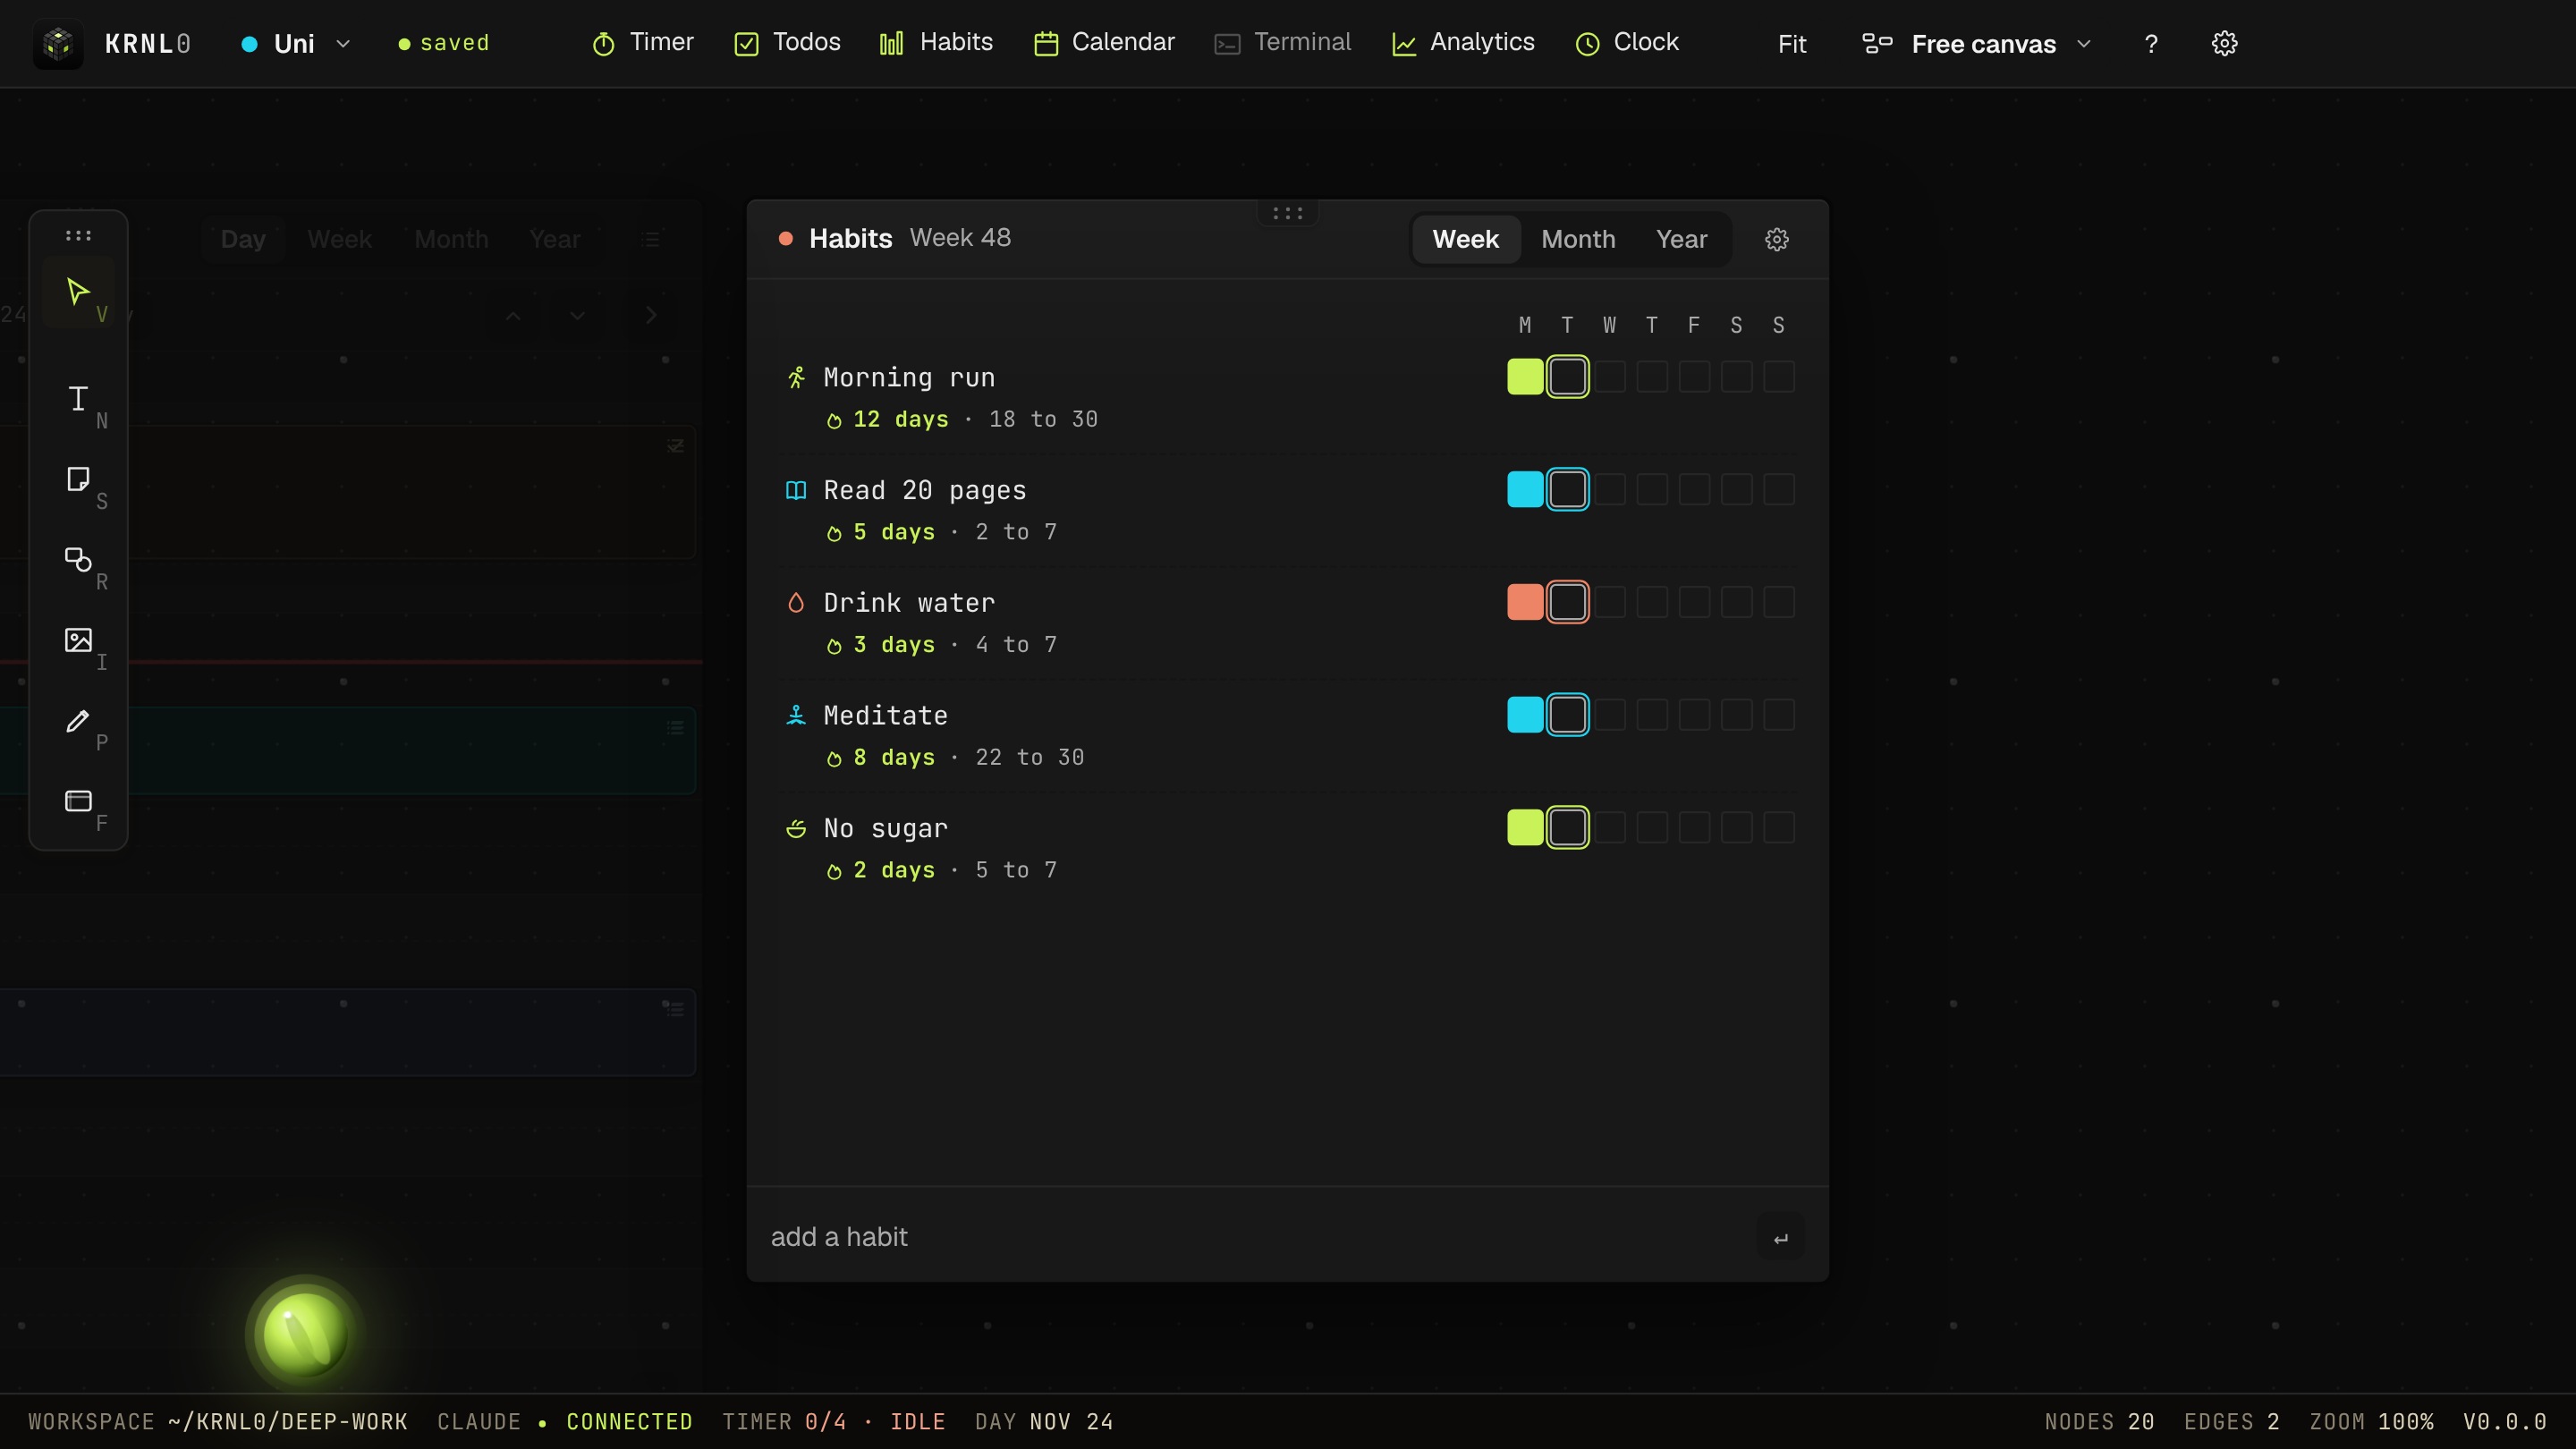 KRNL0 Uni saved Timer Todos Habits Calendar Terminal Analytics Clock Fit Free canvas ?
Day Week Month Year
24
V
N
S
R
I
P
F
Habits Week 48 Week Month Year
M T W T F S S
Morning run
12 days · 18 to 30
Read 20 pages
5 days · 2 to 7
Drink water
3 days · 4 to 7
Meditate
8 days · 22 to 30
No sugar
2 days · 5 to 7
add a habit ↵
WORKSPACE ~/KRNL0/DEEP-WORK CLAUDE • CONNECTED TIMER 0/4 · IDLE DAY NOV 24 NODES 20 EDGES 2 ZOOM 100% V0.0.0